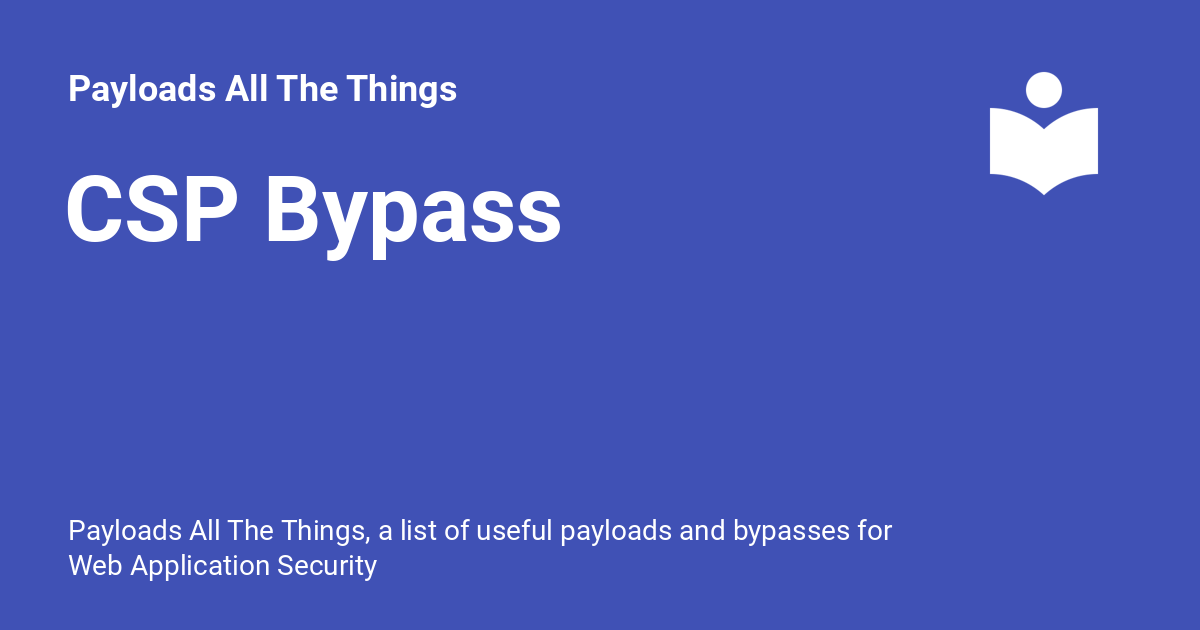 Payloads All The Things
CSP Bypass
Payloads All The Things, a list of useful payloads and bypasses for
Web Application Security